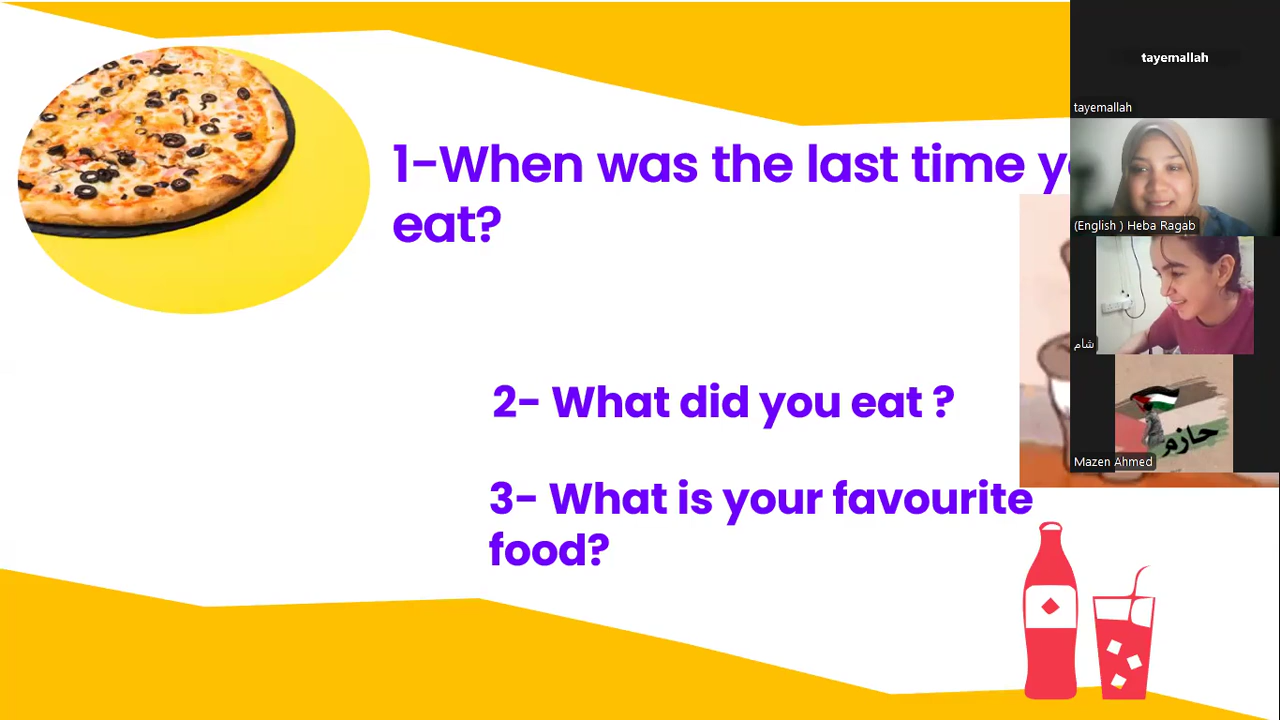 1-When was the last time
eat?
2- What did you eat ?
3- What is your favourite
food?
tayemallah
tayemallah
(English ) Heba Ragab
شام
حازم
Mazen Ahmed